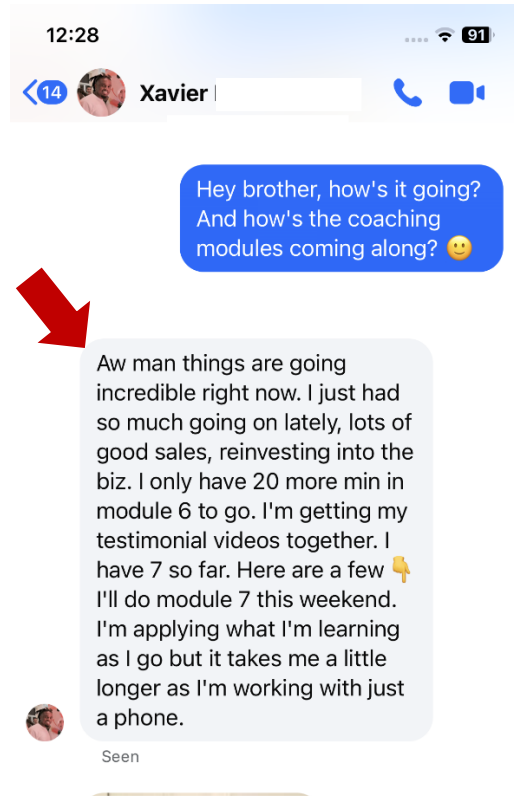 12:28
91
14
Xavier
Hey brother, how's it going?
And how's the coaching
modules coming along? 🙂
Aw man things are going
incredible right now. I just had
so much going on lately, lots of
good sales, reinvesting into the
biz. I only have 20 more min in
module 6 to go. I'm getting my
testimonial videos together. I
have 7 so far. Here are a few 👇
I'll do module 7 this weekend.
I'm applying what I'm learning
as I go but it takes me a little
longer as I'm working with just
a phone.
Seen